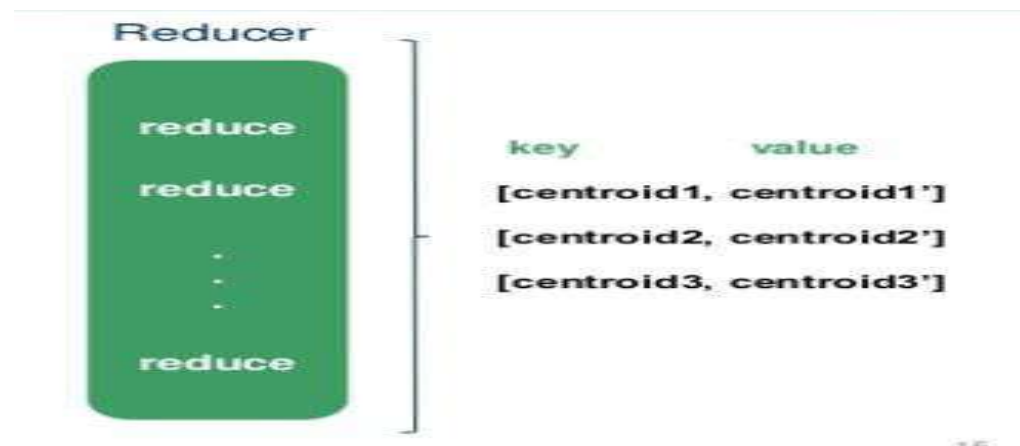 Reducer
reduce
reduce
.
.
.
reduce
key value
[centroid1, centroid1']
[centroid2, centroid2']
[centroid3, centroid3']